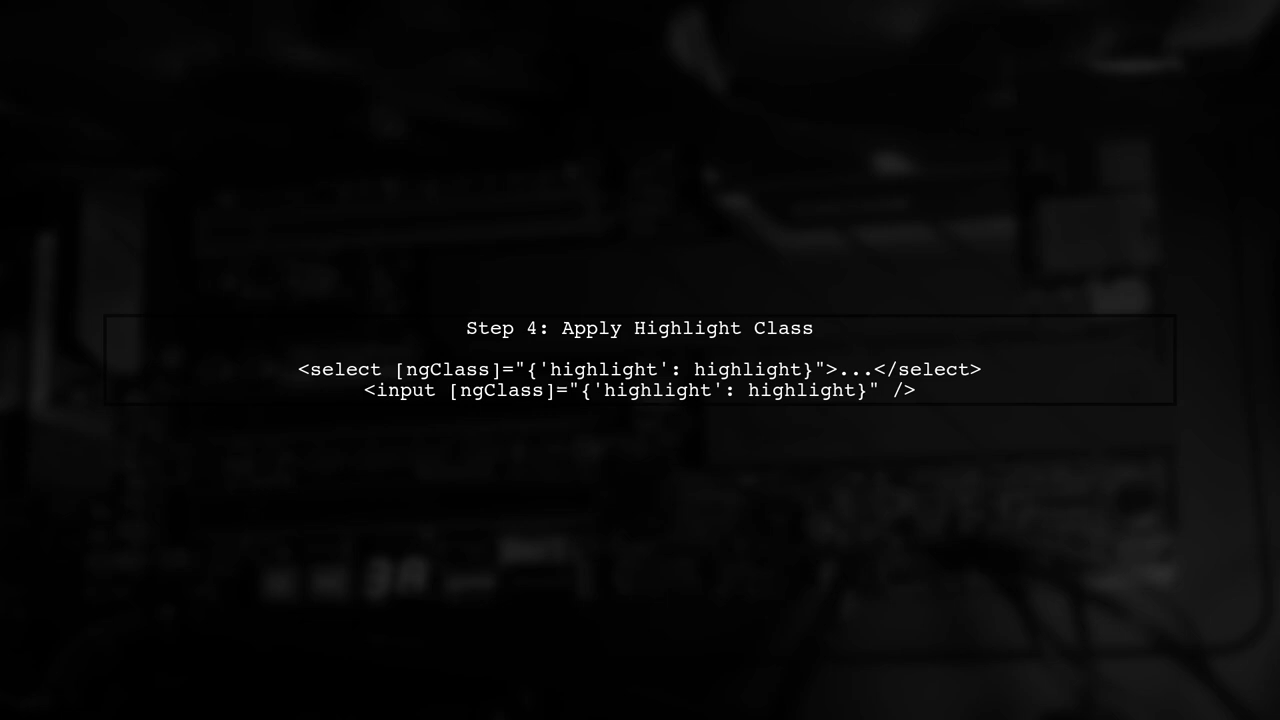 Step 4: Apply Highlight Class
<select [ngClass]="{'highlight': highlight}">...</select>
<input [ngClass]="{'highlight': highlight}" />